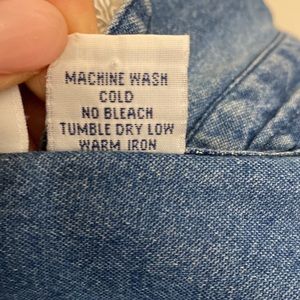 MACHINE WASH
COLD
NO BLEACH
TUMBLE DRY LOW
WARM IRON